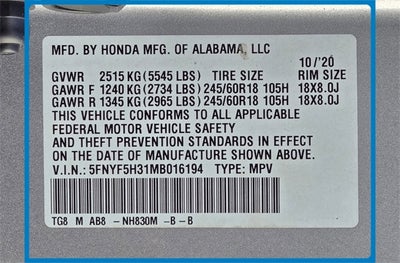 MFD. BY HONDA MFG. OF ALABAMA, LLC
10/'20
GVWR 2515 KG (5545 LBS) TIRE SIZE RIM SIZE
GAWR F 1240 KG (2734 LBS) 245/60R18 105H 18X8.0J
GAWR R 1345 KG (2965 LBS) 245/60R18 105H 18X8.0J
THIS VEHICLE CONFORMS TO ALL APPLICABLE
FEDERAL MOTOR VEHICLE SAFETY
AND THEFT PREVENTION STANDARDS IN EFFECT
ON THE DATE OF MANUFACTURE SHOWN ABOVE.
V.I.N.: 5FNYF5H31MB016194 TYPE: MPV
TG8 M AB8 -NH830M -B-B